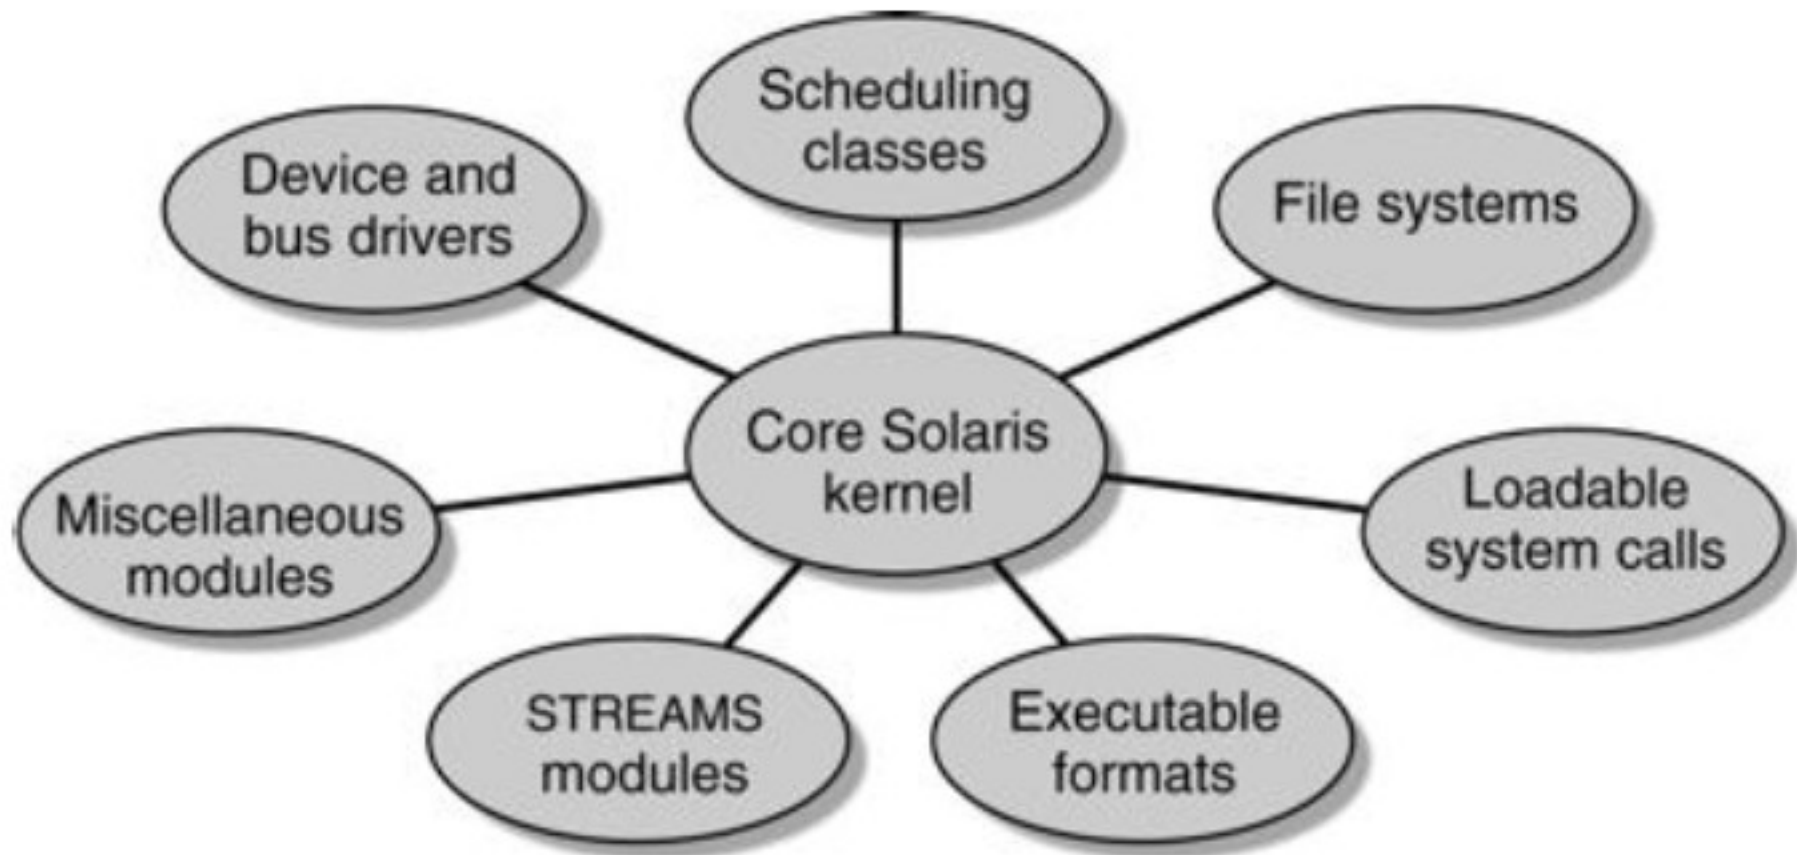 Scheduling
classes
Device and
bus drivers
File systems
Core Solaris
kernel
Miscellaneous
modules
Loadable
system calls
STREAMS
modules
Executable
formats